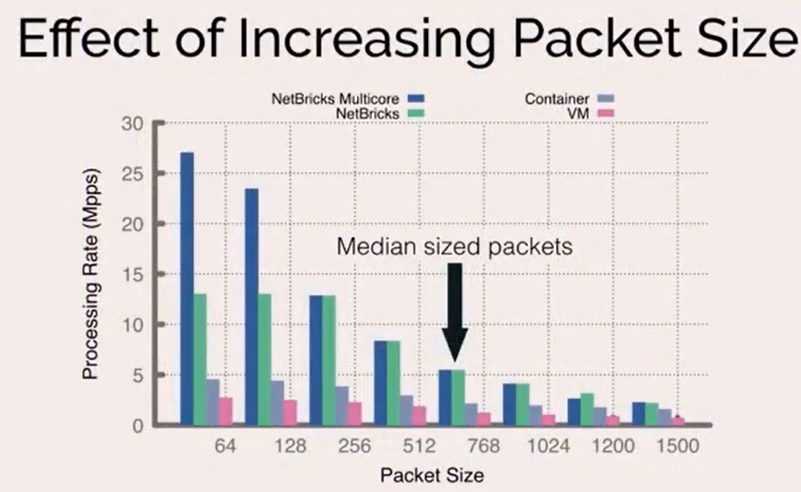 Effect of Increasing Packet Size
NetBricks Multicore
NetBricks
Container
VM
30
25
20
15
10
5
0
Processing Rate (Mpps)
Median sized packets
64 128 256 512 768 1024 1200 1500
Packet Size